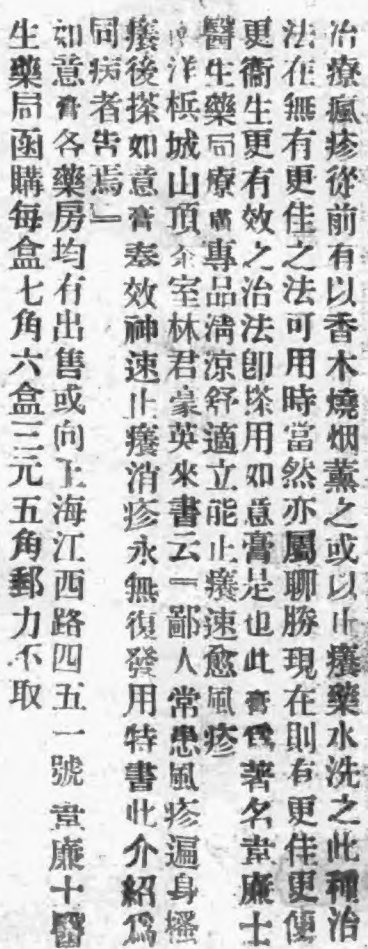 治療瘋疹從前有以香木燒烟薰之或以止癢藥水洗之此種治
法在無有更佳之法可用時當然亦屬聊勝現在則有更佳更便
更衞生更有效之治法卽搽用如意膏是也此膏爲著名韋廉士
醫生藥局療膚專品淸涼舒適立能止癢速愈風疹
南洋梹城山頂余室林君豪英來書云『鄙人常患風疹遍身癢
癢後搽如意膏奏效神速止癢消疹永無復發用特書此介紹爲
同病者吿焉』
如意膏各藥房均有出售或向上海江西路四五一號韋廉士醫
生藥局函購每盒七角六盒三元五角郵力不取